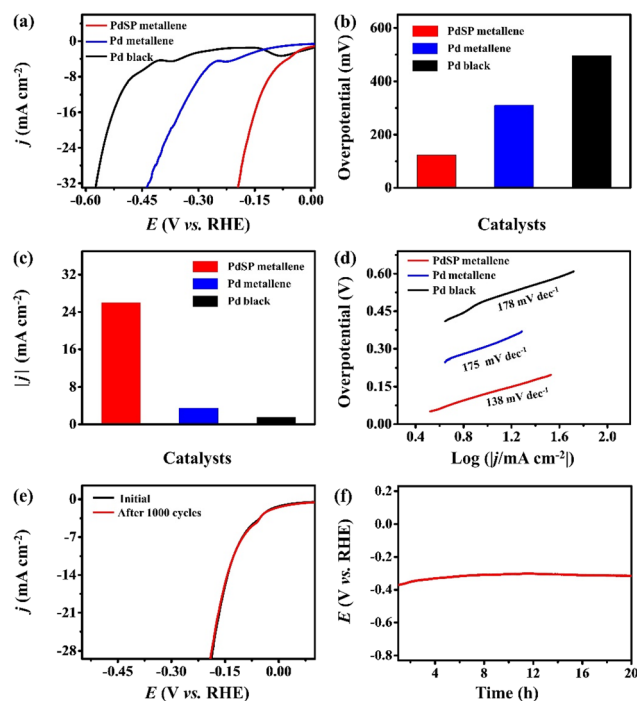 (a)
PdSP metallene
Pd metallene
Pd black
0
-8
-16
-24
-32
j (mA cm⁻²)
-0.60 -0.45 -0.30 -0.15 0.00
E (V vs. RHE)
(b)
PdSP metallene
Pd metallene
Pd black
600
400
200
0
Overpotential (mV)
Catalysts
(c)
PdSP metallene
Pd metallene
Pd black
32
24
16
8
0
|j| (mA cm⁻²)
Catalysts
(d)
PdSP metallene
Pd metallene
Pd black
0.60
0.45
0.30
0.15
0.00
Overpotential (V)
178 mV dec⁻¹
175 mV dec⁻¹
138 mV dec⁻¹
0.4 0.8 1.2 1.6 2.0
Log (|j/mA cm⁻²|)
(e)
Initial
After 1000 cycles
0
-7
-14
-21
-28
j (mA cm⁻²)
-0.45 -0.30 -0.15 0.00
E (V vs. RHE)
(f)
0.2
0.0
-0.2
-0.4
-0.6
-0.8
E (V vs. RHE)
4 8 12 16 20
Time (h)